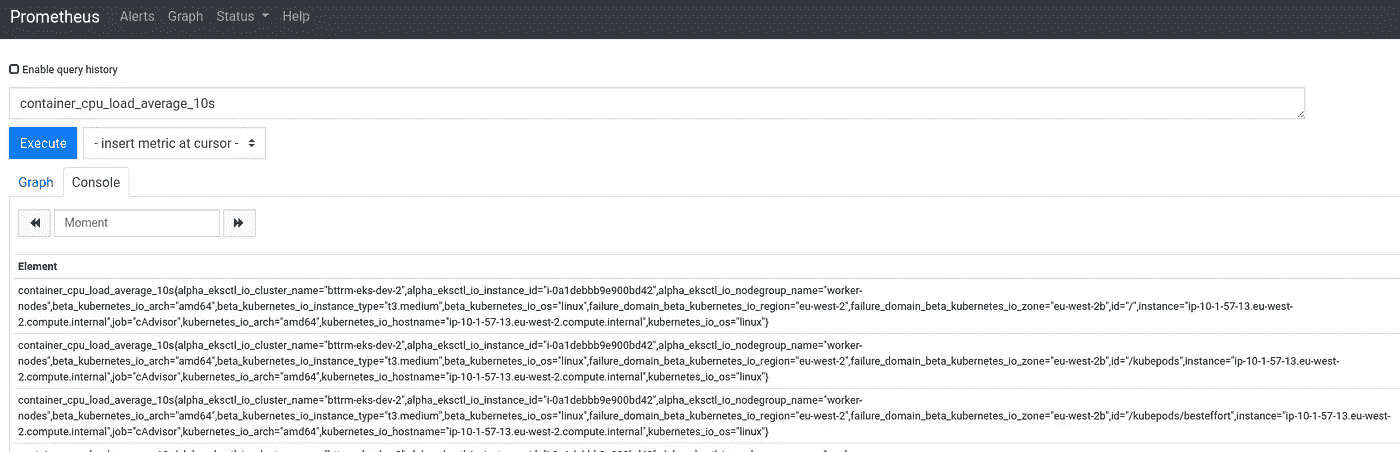 Prometheus Alerts Graph Status Help
Enable query history
container_cpu_load_average_10s
Execute - insert metric at cursor -
Graph Console
Moment
Element
container_cpu_load_average_10s{alpha_eksctl_io_cluster_name="bttrm-eks-dev-2",alpha_eksctl_io_instance_id="i-0a1debbb9e900bd42",alpha_eksctl_io_nodegroup_name="worker-
nodes",beta_kubernetes_io_arch="amd64",beta_kubernetes_io_instance_type="t3.medium",beta_kubernetes_io_os="linux",failure_domain_beta_kubernetes_io_region="eu-west-2",failure_domain_beta_kubernetes_io_zone="eu-west-2b",id="/",instance="ip-10-1-57-13.eu-west-
2.compute.internal",job="cAdvisor",kubernetes_io_arch="amd64",kubernetes_io_hostname="ip-10-1-57-13.eu-west-2.compute.internal",kubernetes_io_os="linux"}
container_cpu_load_average_10s{alpha_eksctl_io_cluster_name="bttrm-eks-dev-2",alpha_eksctl_io_instance_id="i-0a1debbb9e900bd42",alpha_eksctl_io_nodegroup_name="worker-
nodes",beta_kubernetes_io_arch="amd64",beta_kubernetes_io_instance_type="t3.medium",beta_kubernetes_io_os="linux",failure_domain_beta_kubernetes_io_region="eu-west-2",failure_domain_beta_kubernetes_io_zone="eu-west-2b",id="/kubepods",instance="ip-10-1-57-13.eu-west-
2.compute.internal",job="cAdvisor",kubernetes_io_arch="amd64",kubernetes_io_hostname="ip-10-1-57-13.eu-west-2.compute.internal",kubernetes_io_os="linux"}
container_cpu_load_average_10s{alpha_eksctl_io_cluster_name="bttrm-eks-dev-2",alpha_eksctl_io_instance_id="i-0a1debbb9e900bd42",alpha_eksctl_io_nodegroup_name="worker-
nodes",beta_kubernetes_io_arch="amd64",beta_kubernetes_io_instance_type="t3.medium",beta_kubernetes_io_os="linux",failure_domain_beta_kubernetes_io_region="eu-west-2",failure_domain_beta_kubernetes_io_zone="eu-west-2b",id="/kubepods/besteffort",instance="ip-10-1-57-13.eu-west-
2.compute.internal",job="cAdvisor",kubernetes_io_arch="amd64",kubernetes_io_hostname="ip-10-1-57-13.eu-west-2.compute.internal",kubernetes_io_os="linux"}